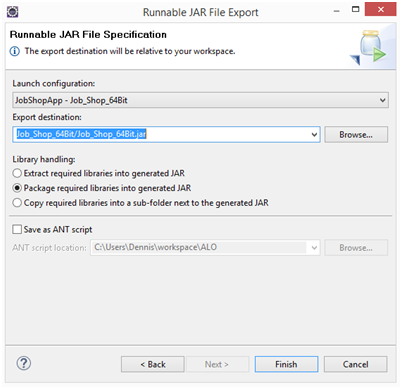 Runnable JAR File Export
Runnable JAR File Specification
The export destination will be relative to your workspace.
Launch configuration:
JobShopApp - Job_Shop_64Bit
Export destination:
Job_Shop_64Bit/Job_Shop_64Bit.jar
Browse...
Library handling:
Extract required libraries into generated JAR
Package required libraries into generated JAR
Copy required libraries into a sub-folder next to the generated JAR
Save as ANT script
ANT script location:
C:\Users\Dennis\workspace\ALO
Browse...
?
< Back
Next >
Finish
Cancel